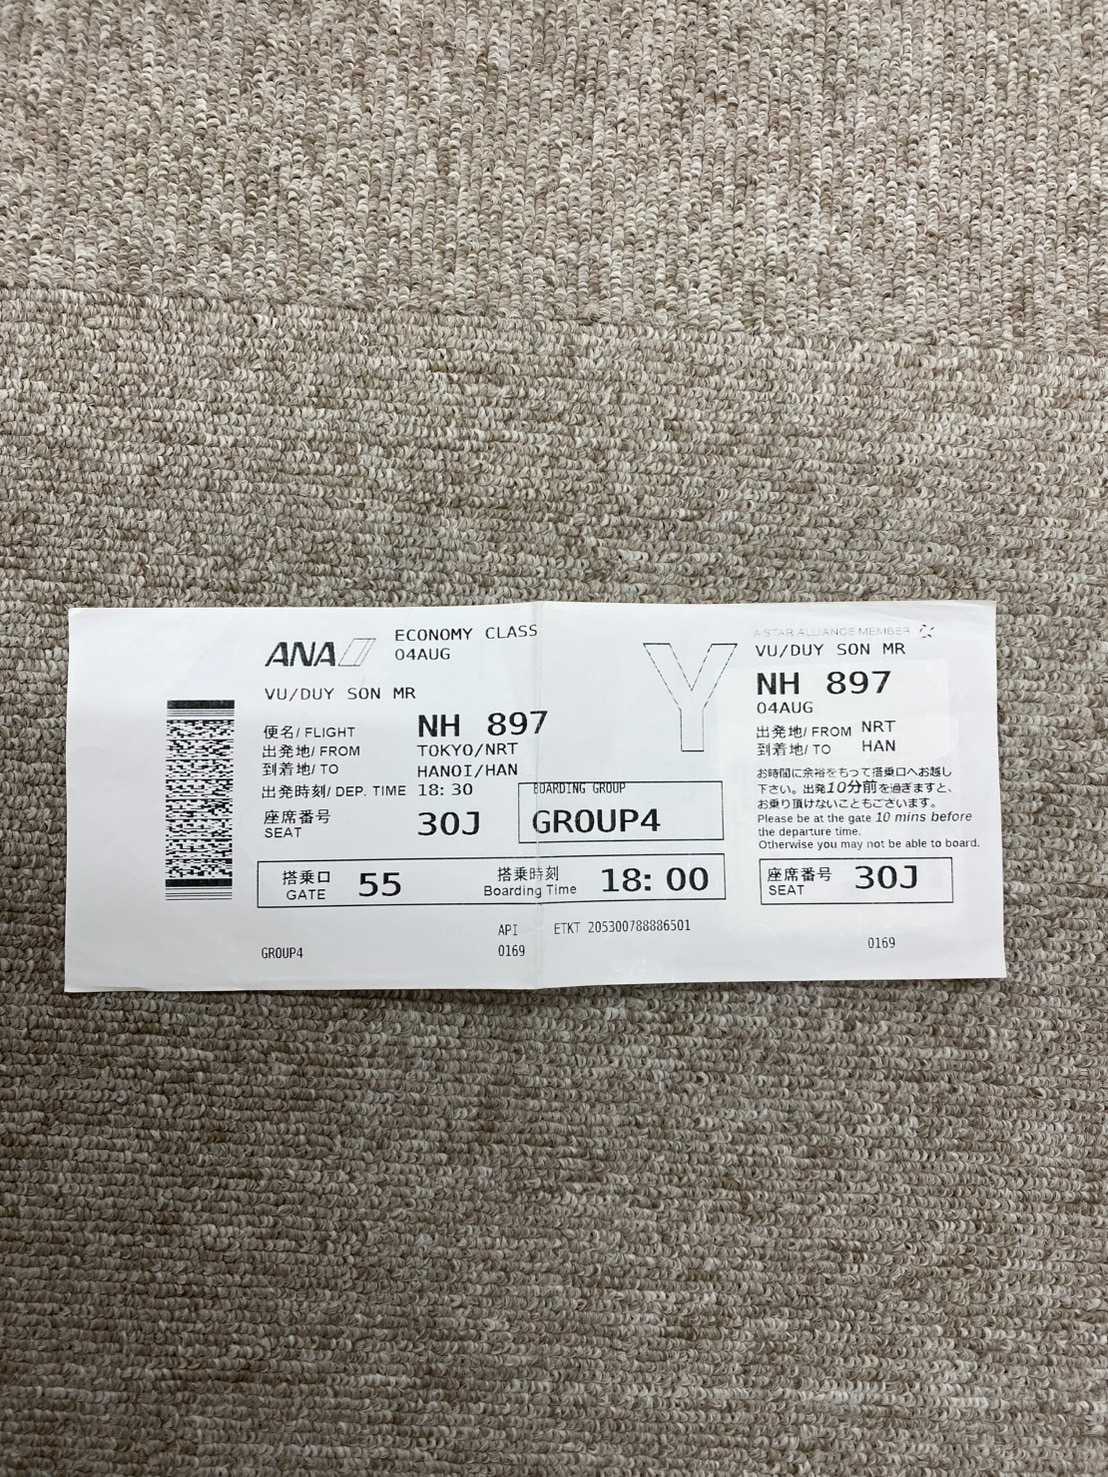 ANA
ECONOMY CLASS
04AUG
VU/DUY SON MR
便名/ FLIGHT NH 897
出発地/ FROM TOKYO/NRT
到着地/ TO HANOI/HAN
出発時刻/ DEP. TIME 18: 30
座席番号
SEAT
30J
BOARDING GROUP
GROUP4
搭乗口
GATE
55
搭乗時刻
Boarding Time
18: 00
API ETKT 205300788886501
GROUP4 0169
Y
A STAR ALLIANCE MEMBER
VU/DUY SON MR
NH 897
04AUG
出発地/ FROM NRT
到着地/ TO HAN
お時間に余裕をもって搭乗口へお越し
下さい。出発10分前を過ぎますと、
お乗り頂けないこともございます。
Please be at the gate 10 mins before
the departure time.
Otherwise you may not be able to board.
座席番号
SEAT
30J
0169